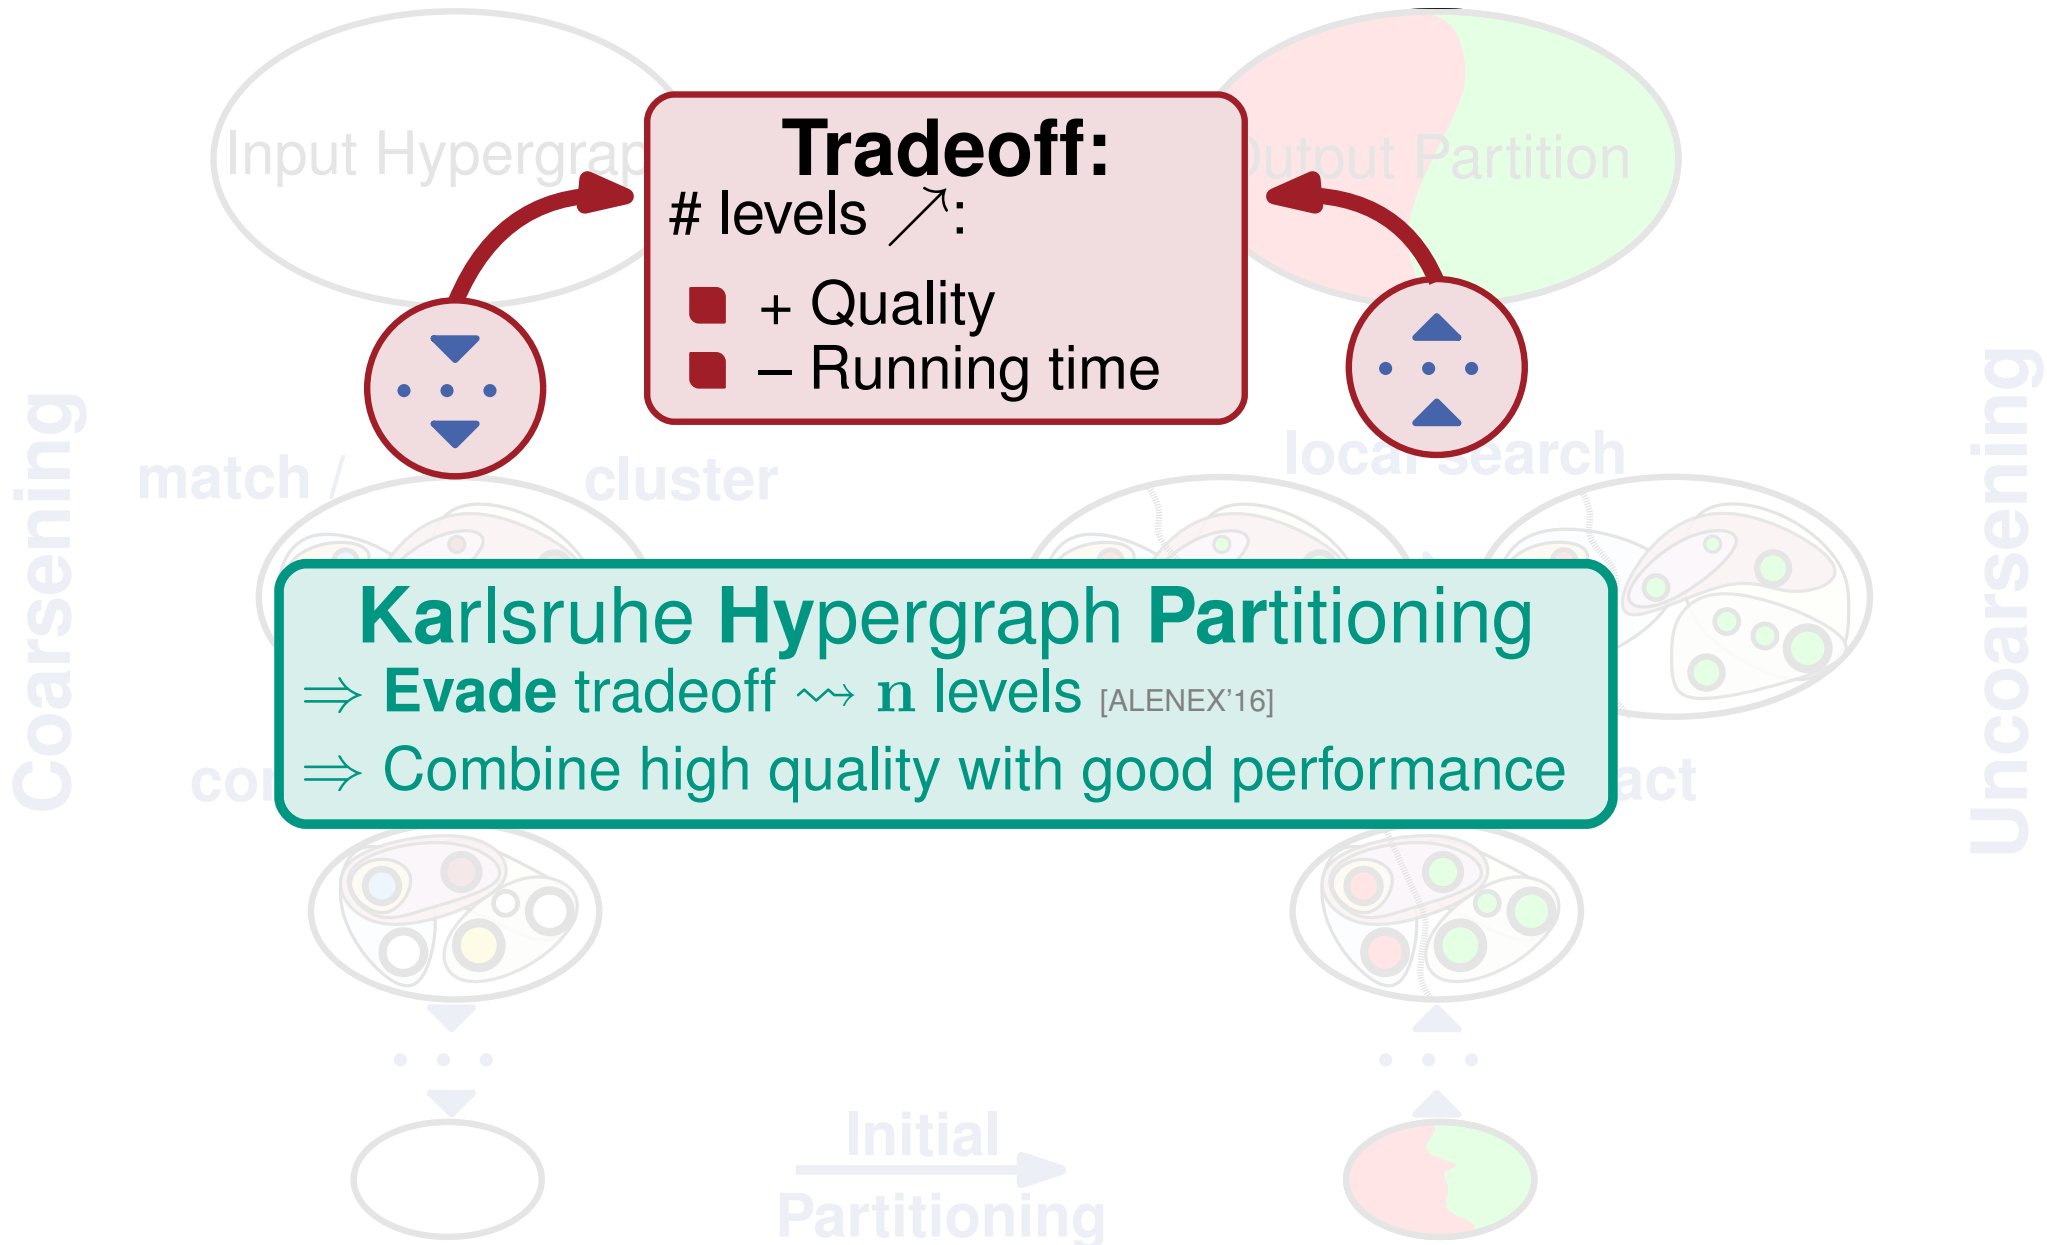 Input Hypergrap
Output Partition
Tradeoff:
# levels ↗:
+ Quality
– Running time
Coarsening
Uncoarsening
match /
cluster
local search
Karlsruhe Hypergraph Partitioning
⇒ Evade tradeoff ⇝ n levels [ALENEX'16]
⇒ Combine high quality with good performance
Initial
Partitioning